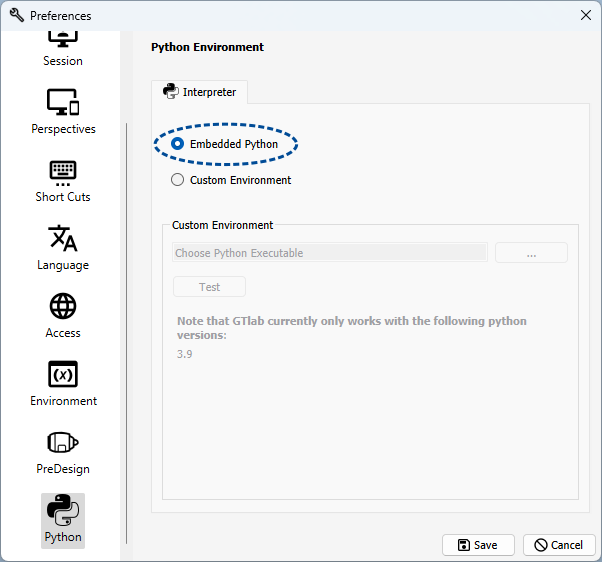 Preferences
Session
Perspectives
Short Cuts
Language
Access
Environment
PreDesign
Python
Python Environment
Interpreter
Embedded Python
Custom Environment
Custom Environment
Choose Python Executable
...
Test
Note that GTlab currently only works with the following python
versions:
3.9
Save
Cancel